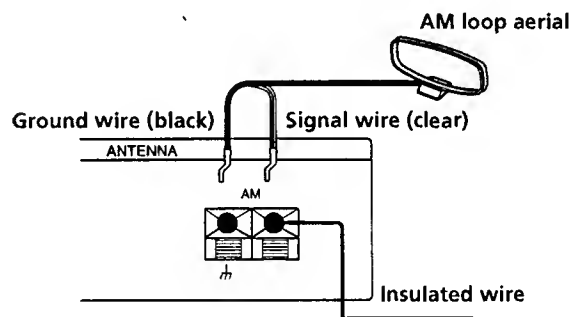 AM loop aerial
Ground wire (black)
Signal wire (clear)
ANTENNA
AM
Insulated wire